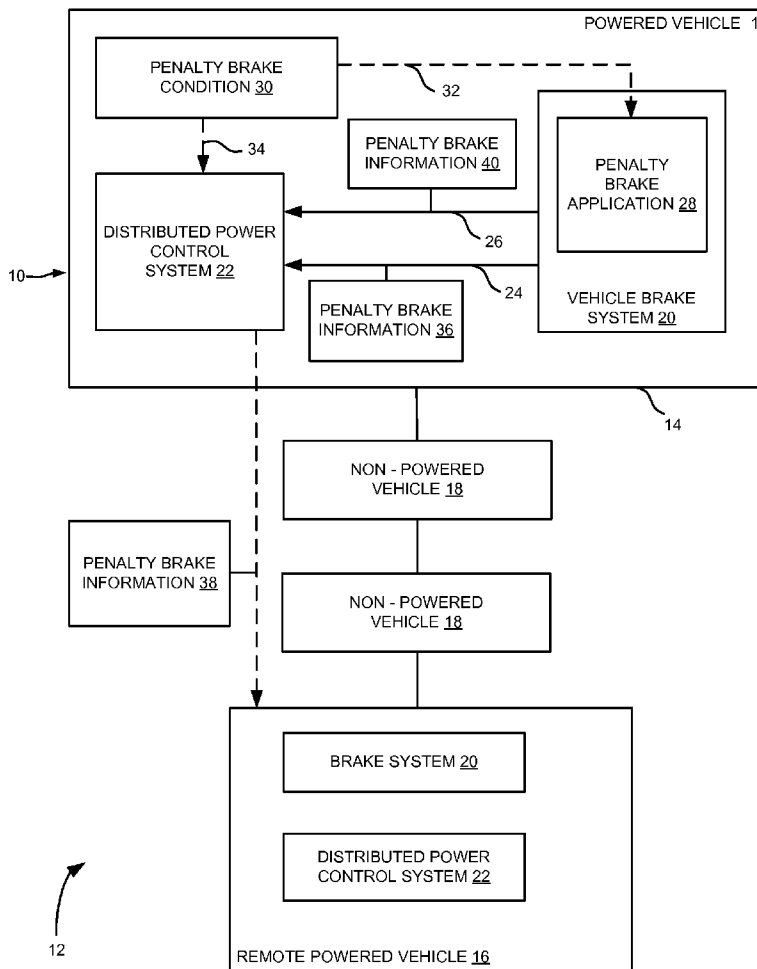 POWERED VEHICLE 1
PENALTY BRAKE
CONDITION 30
32
34
PENALTY BRAKE
INFORMATION 40
PENALTY
BRAKE
APPLICATION 28
DISTRIBUTED POWER
CONTROL
SYSTEM 22
26
10
24
PENALTY BRAKE
INFORMATION 36
VEHICLE BRAKE
SYSTEM 20
14
NON - POWERED
VEHICLE 18
PENALTY BRAKE
INFORMATION 38
NON - POWERED
VEHICLE 18
BRAKE SYSTEM 20
DISTRIBUTED POWER
CONTROL SYSTEM 22
12
REMOTE POWERED VEHICLE 16